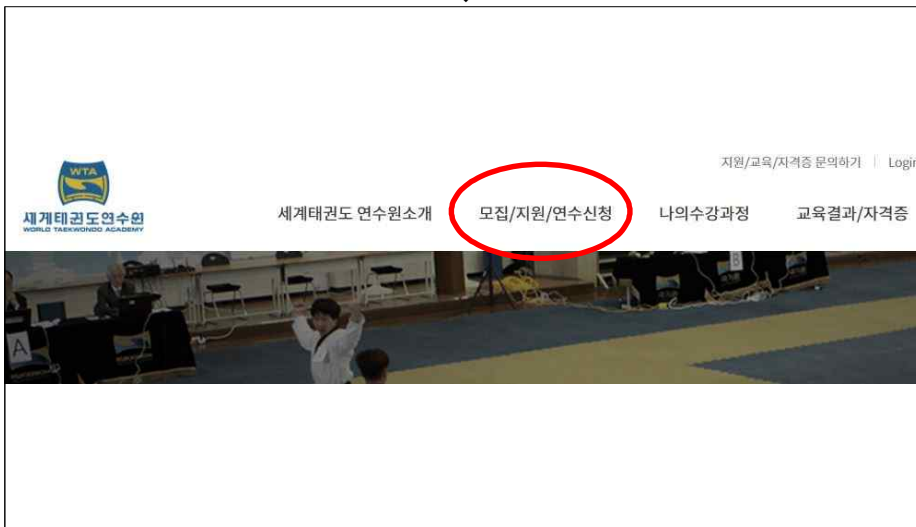 지원/교육/자격증 문의하기 Login
WTA
세계태권도연수원
WORLD TAEKWONDO ACADEMY
세계태권도 연수원소개 모집/지원/연수신청 나의수강과정 교육결과/자격증
B
A